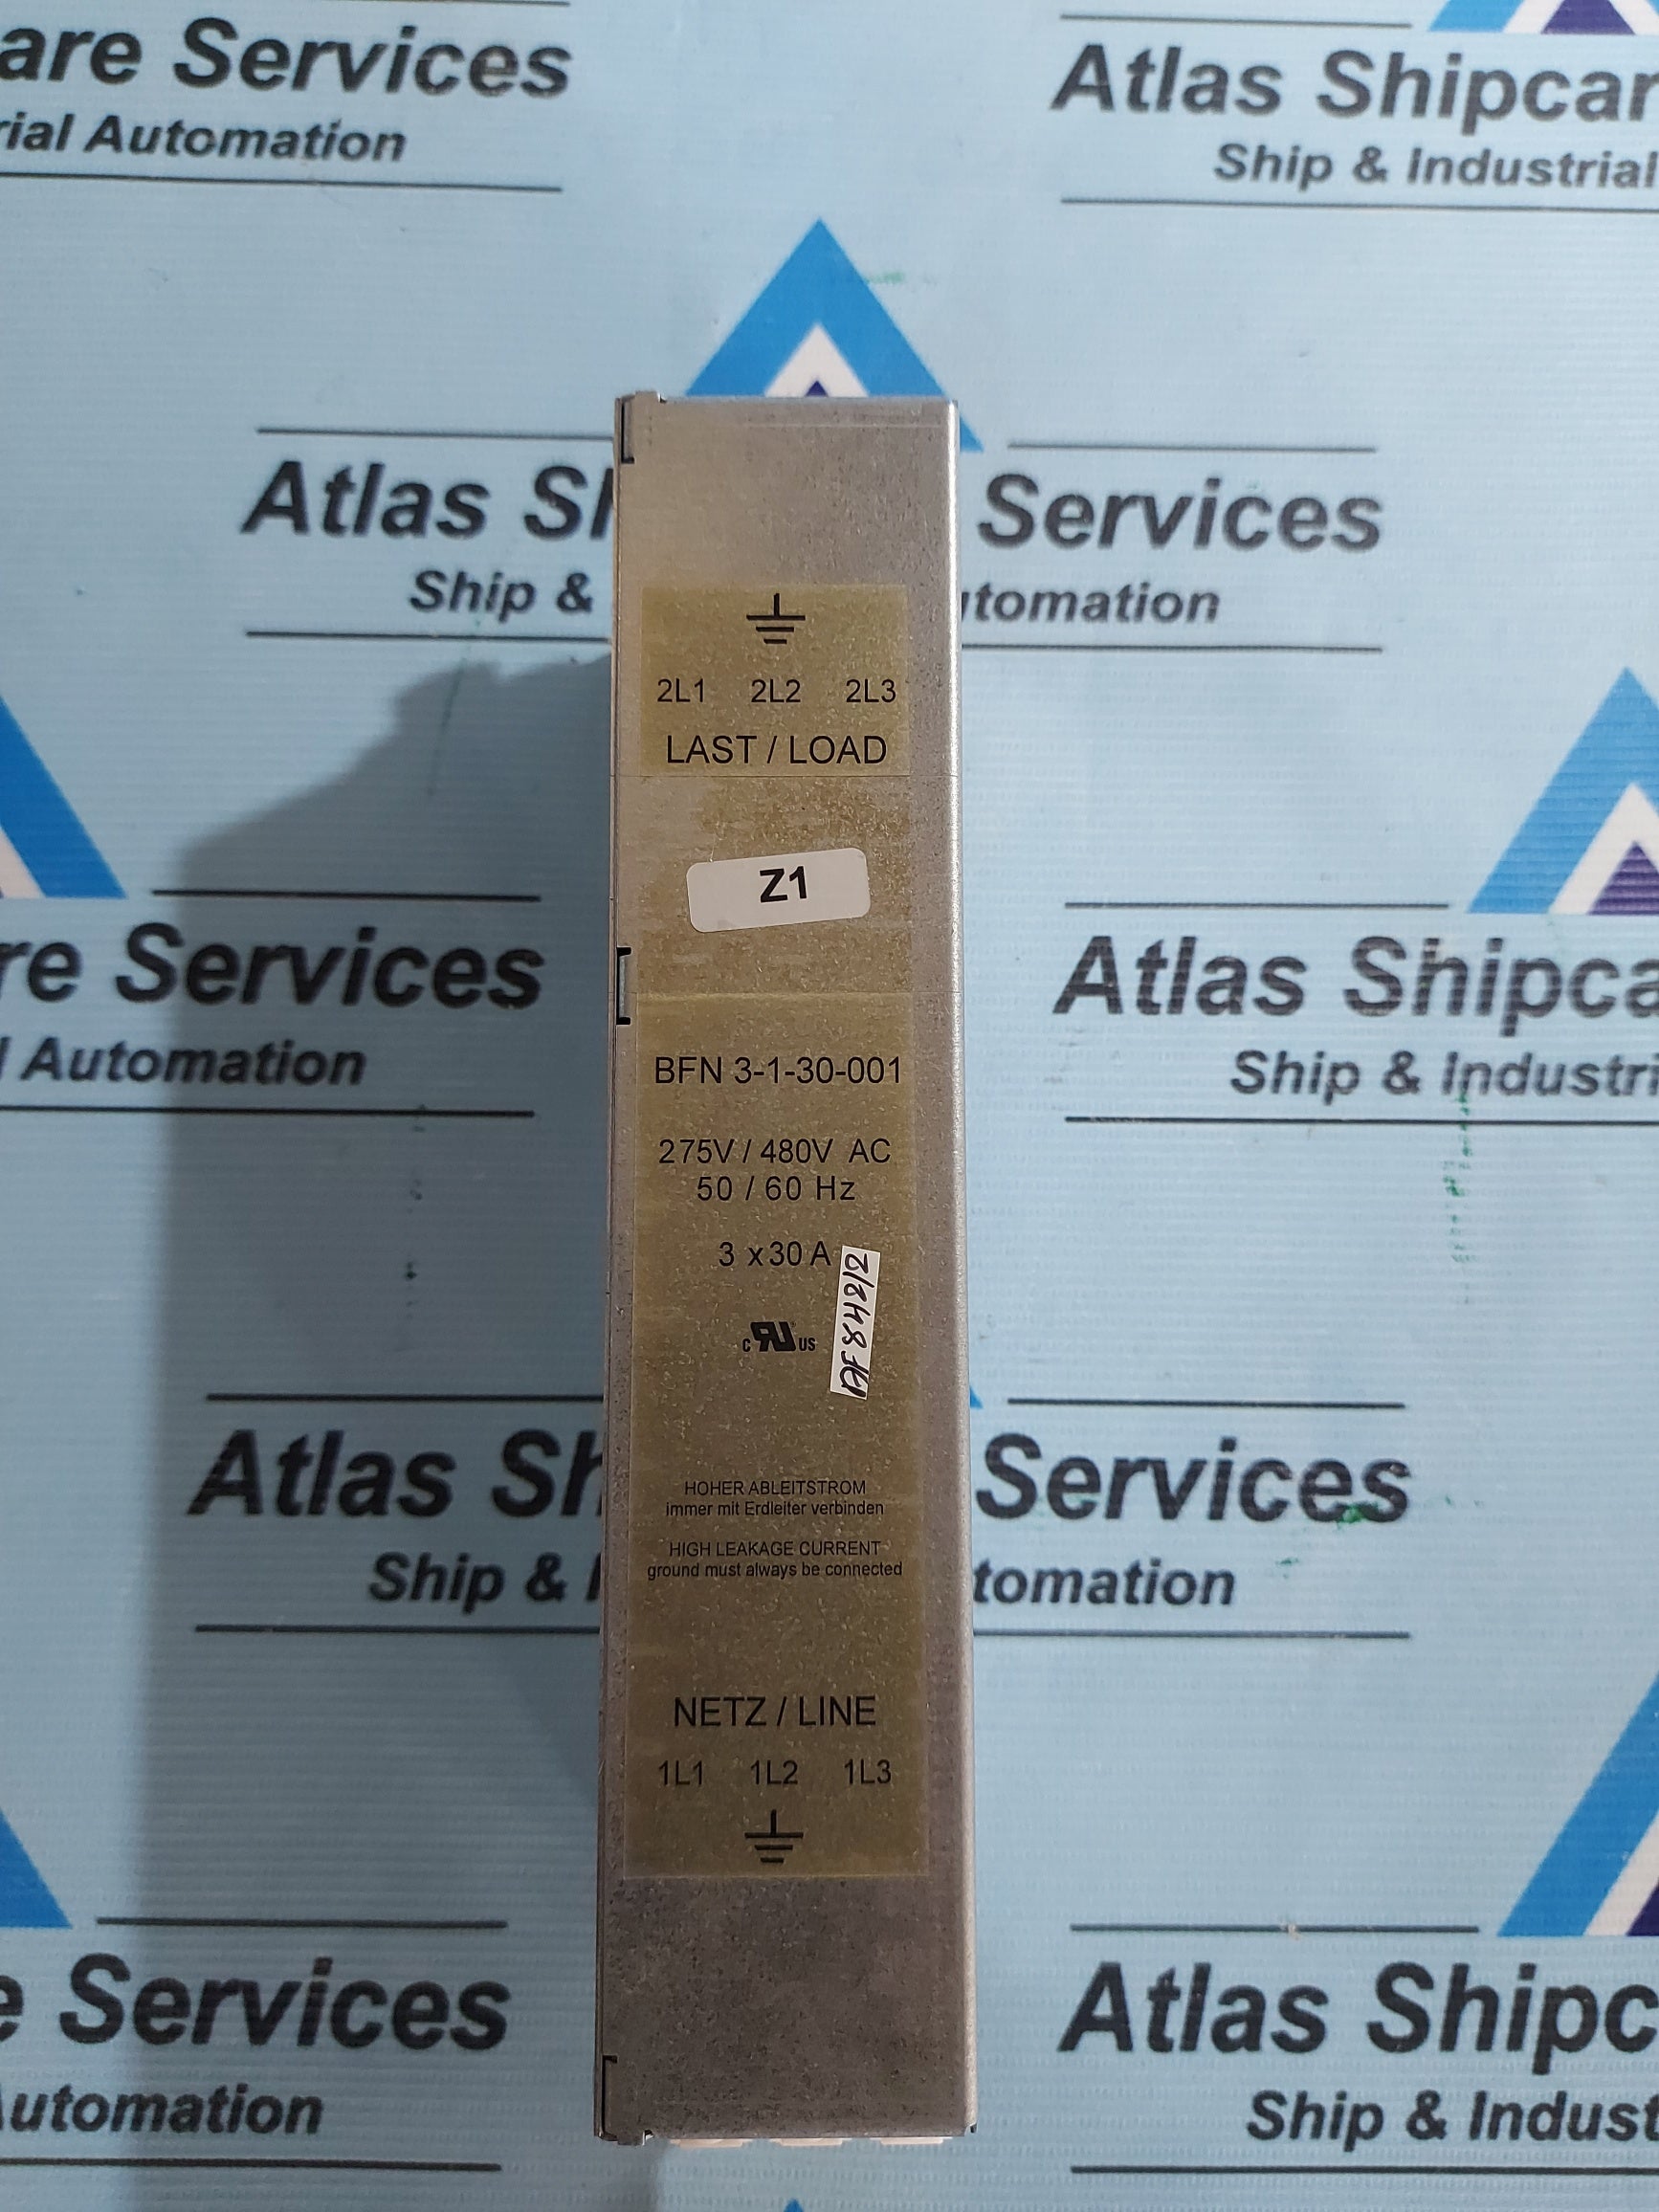 are Services
rial Automation
Atlas Shipcar
Ship & Industrial
Atlas Sh
Services
Ship &
tomation
2L1 2L2 2L3
LAST / LOAD
Z1
re Services
Automation
Atlas Shipca
Ship & Industri
BFN 3-1-30-001
275V / 480V AC
50 / 60 Hz
3 x 30 A
c RU US
Atlas Sh
Services
Ship & I
tomation
HOHER ABLEITSTROM
immer mit Erdleiter verbinden
HIGH LEAKAGE CURRENT
ground must always be connected
NETZ / LINE
1L1 1L2 1L3
e Services
Automation
Atlas Shipc
Ship & Indust